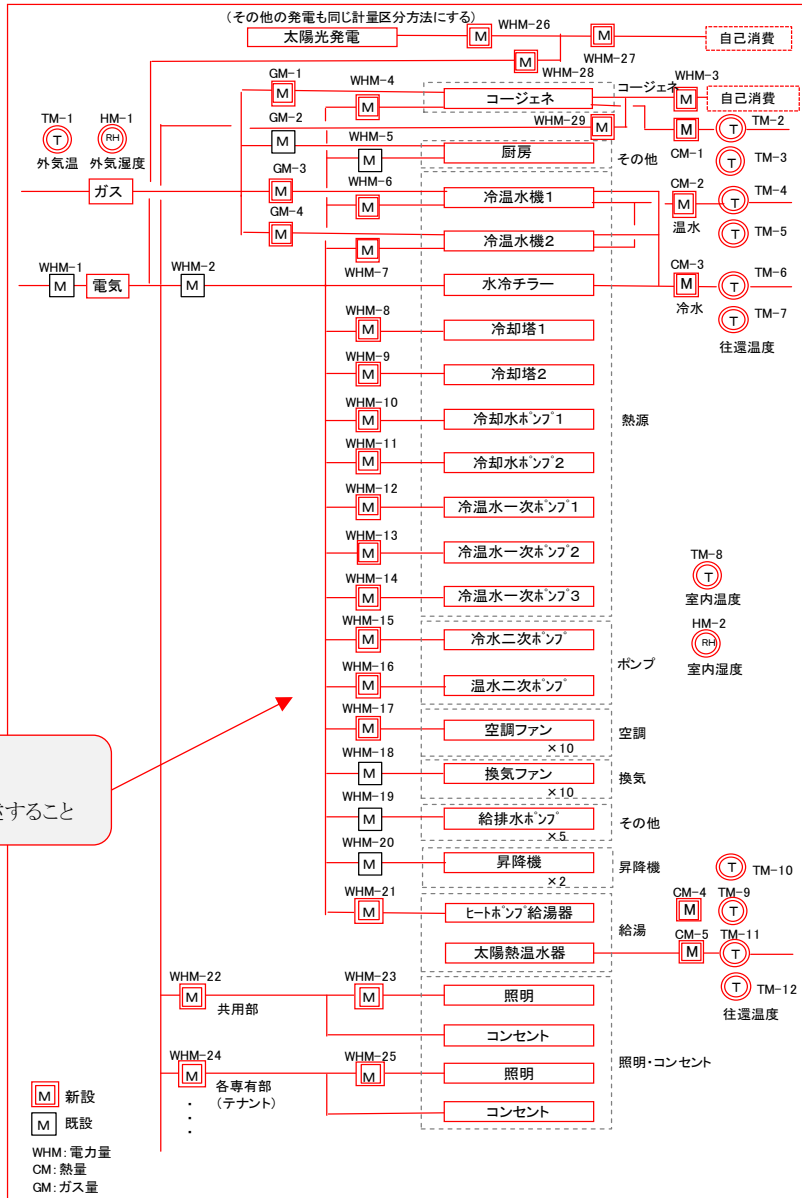 (その他の発電も同じ計量区分方法にする)
太陽光発電
M
WHM-26
M
WHM-27
自己消費
M
WHM-28
GM-1
M
WHM-4
M
コージェネ
コージェネ
WHM-3
M
自己消費
TM-1
T
外気温
HM-1
RH
外気湿度
GM-2
M
WHM-5
M
厨房
WHM-29
M
その他
M
CM-1
T
TM-2
T
TM-3
ガス
GM-3
M
WHM-6
M
冷温水機1
CM-2
M
温水
T
TM-4
GM-4
M
M
WHM-7
冷温水機2
T
TM-5
WHM-1
M
電気
WHM-2
M
水冷チラー
CM-3
M
冷水
T
TM-6
T
TM-7
往還温度
WHM-8
M
冷却塔1
WHM-9
M
冷却塔2
WHM-10
M
冷却水ポンプ1
熱源
WHM-11
M
冷却水ポンプ2
WHM-12
M
冷温水一次ポンプ1
WHM-13
M
冷温水一次ポンプ2
TM-8
T
室内温度
WHM-14
M
冷温水一次ポンプ3
WHM-15
M
冷水二次ポンプ
HM-2
RH
室内湿度
ポンプ
WHM-16
M
温水二次ポンプ
WHM-17
M
空調ファン
×10
空調
WHM-18
M
換気ファン
×10
換気
すること
WHM-19
M
給排水ポンプ
×5
その他
WHM-20
M
昇降機
×2
昇降機
T
TM-10
WHM-21
M
ヒートポンプ給湯器
給湯
CM-4
M
TM-9
T
太陽熱温水器
CM-5
M
TM-11
T
T
TM-12
往還温度
WHM-22
M
共用部
WHM-23
M
照明
コンセント
照明・コンセント
WHM-24
M
各専有部
(テナント)
・
・
・
WHM-25
M
照明
コンセント
M 新設
M 既設
WHM:電力量
CM:熱量
GM:ガス量